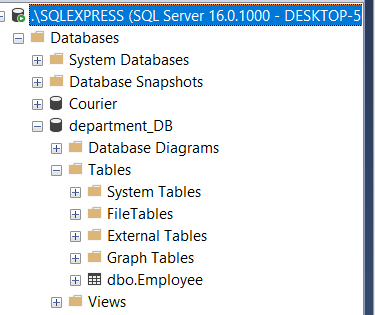 .\SQLEXPRESS (SQL Server 16.0.1000 - DESKTOP-5
Databases
System Databases
Database Snapshots
Courier
department_DB
Database Diagrams
Tables
System Tables
FileTables
External Tables
Graph Tables
dbo.Employee
Views